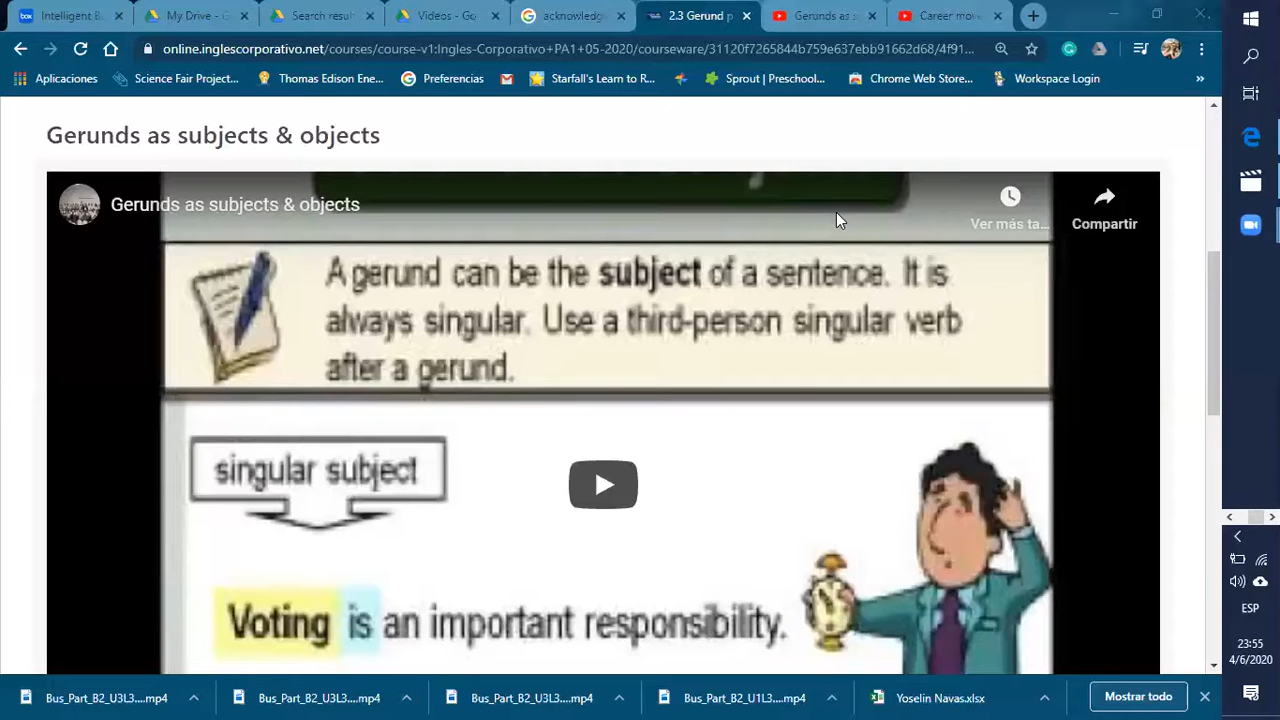 Intelligent B
My Drive - G
Search resul
Videos - Go
acknowledg
2.3 Gerund p
Gerunds as s
Career mov
online.inglescorporativo.net/courses/course-v1:Ingles-Corporativo+PA1+05-2020/courseware/31120f7265844b759e637ebb91662d68/4f91...
Aplicaciones
Science Fair Project...
Thomas Edison Ene...
Preferencias
Starfall's Learn to R...
Sprout | Preschool...
Chrome Web Store...
Workspace Login
»
Gerunds as subjects & objects
Gerunds as subjects & objects
Ver más ta...
Compartir
A gerund can be the subject of a sentence. It is
always singular. Use a third-person singular verb
after a gerund.
singular subject
Voting is an important responsibility.
ESP
23:55
4/6/2020
Bus_Part_B2_U3L3....mp4
Bus_Part_B2_U3L3....mp4
Bus_Part_B2_U3L3....mp4
Bus_Part_B2_U1L3....mp4
Yoselin Navas.xlsx
Mostrar todo